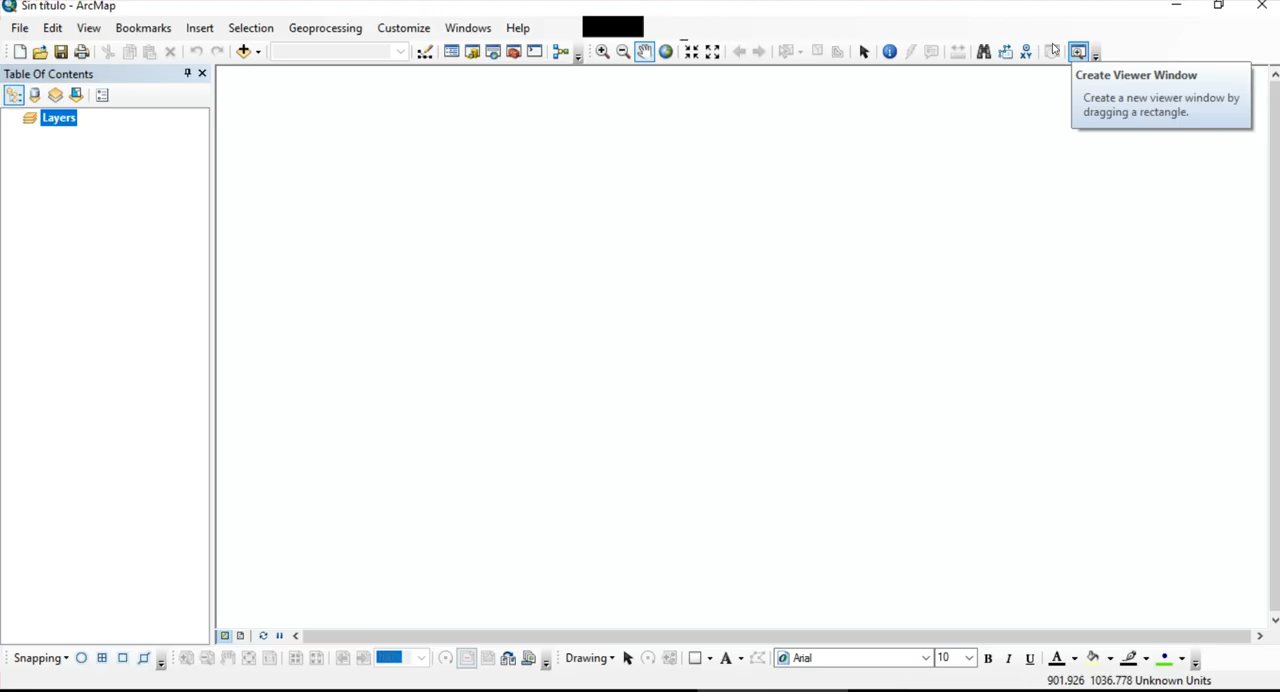 Sin título - ArcMap
File Edit View Bookmarks Insert Selection Geoprocessing Customize Windows Help
Table Of Contents
Create Viewer Window
Create a new viewer window by
dragging a rectangle.
Layers
Snapping Drawing Arial 10 B I U A
901.926 1036.778 Unknown Units